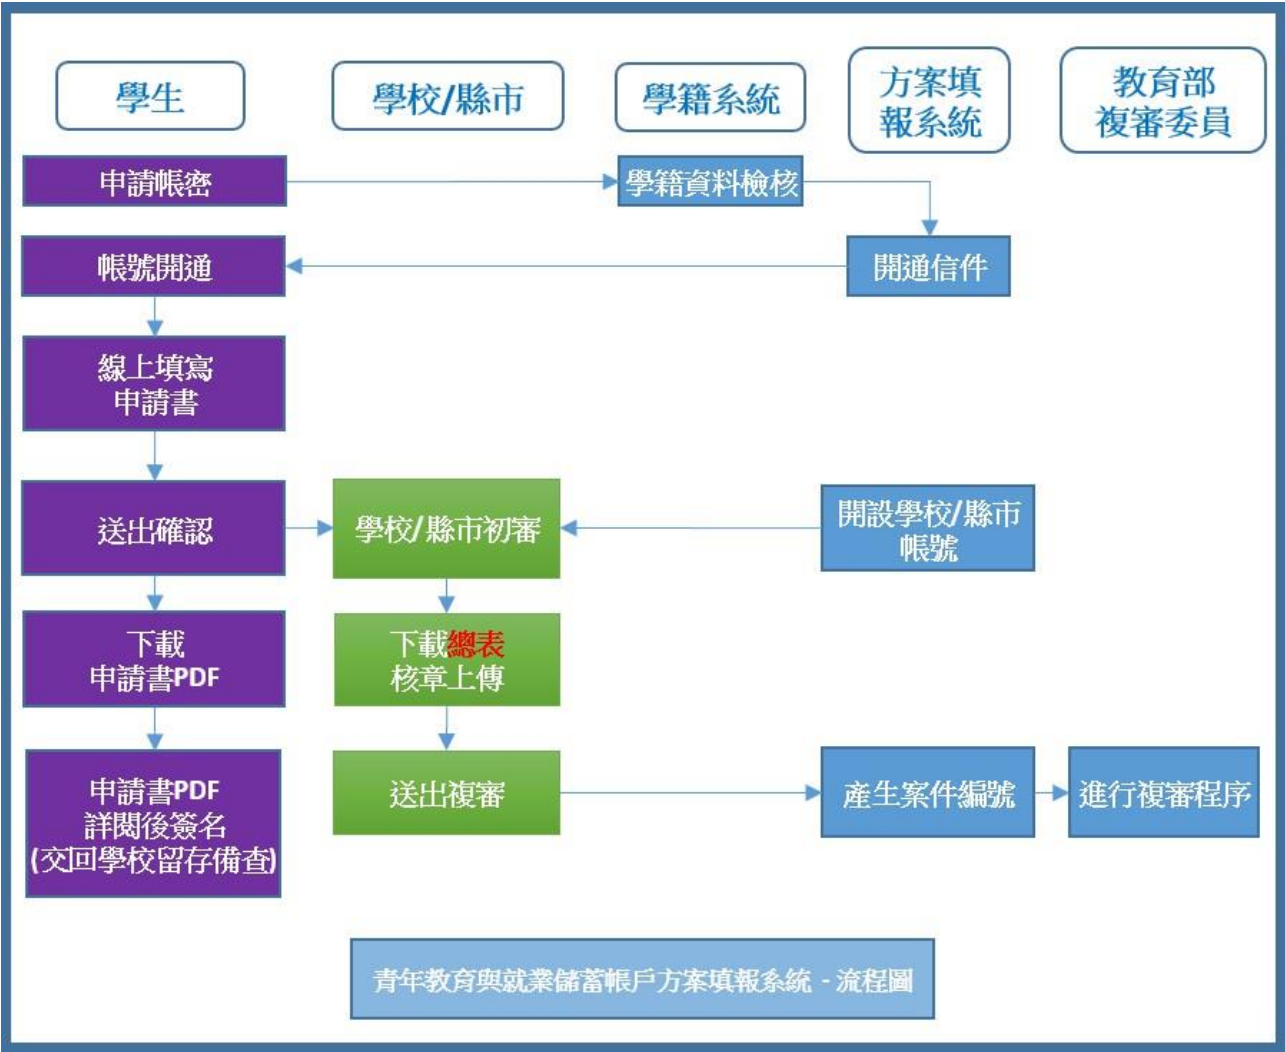 學生
學校/縣市
學籍系統
方案填
報系統
教育部
複審委員
申請帳密
學籍資料檢核
帳號開通
開通信件
線上填寫
申請書
送出確認
學校/縣市初審
開設學校/縣市
帳號
下載
申請書PDF
下載總表
核章上傳
申請書PDF
詳閱後簽名
(交回學校留存備查)
送出複審
產生案件編號
進行複審程序
青年教育與就業儲蓄帳戶方案填報系統 - 流程圖